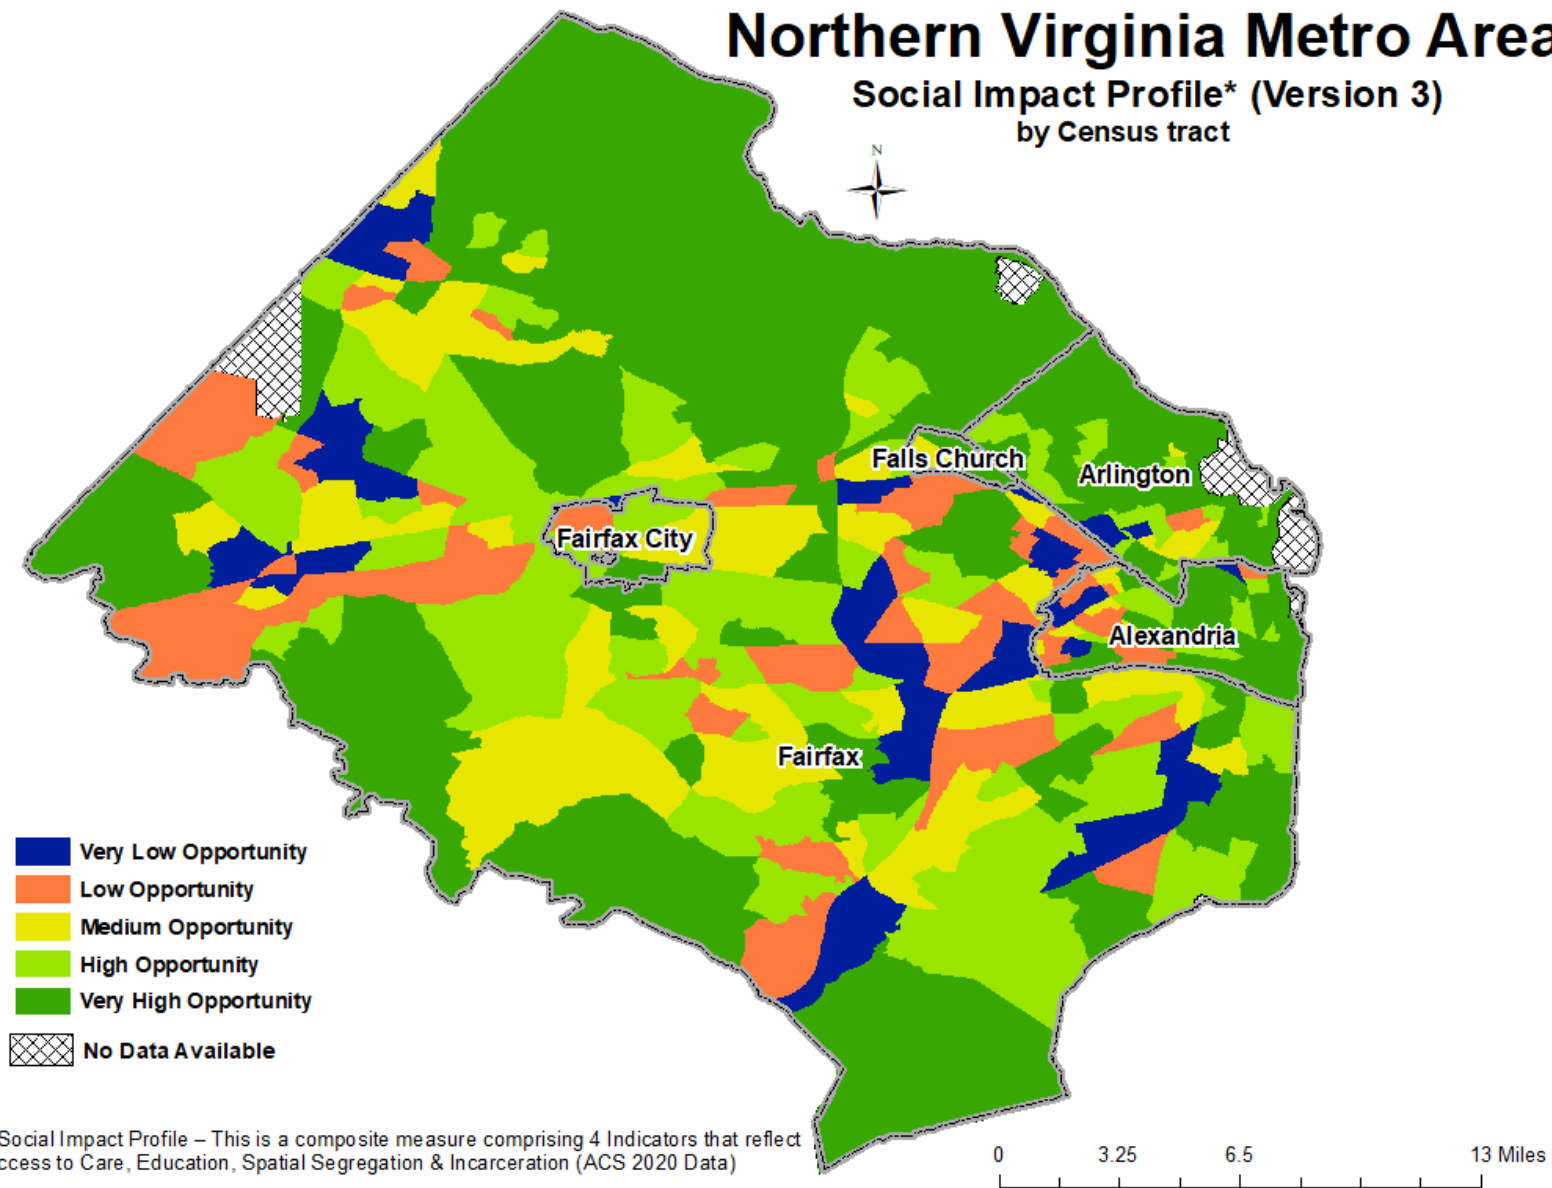 Northern Virginia Metro Area
Social Impact Profile* (Version 3)
by Census tract
N
Falls Church
Arlington
Fairfax City
Alexandria
Fairfax
Very Low Opportunity
Low Opportunity
Medium Opportunity
High Opportunity
Very High Opportunity
No Data Available
Social Impact Profile – This is a composite measure comprising 4 Indicators that reflect
ccess to Care, Education, Spatial Segregation & Incarceration (ACS 2020 Data)
0 3.25 6.5 13 Miles